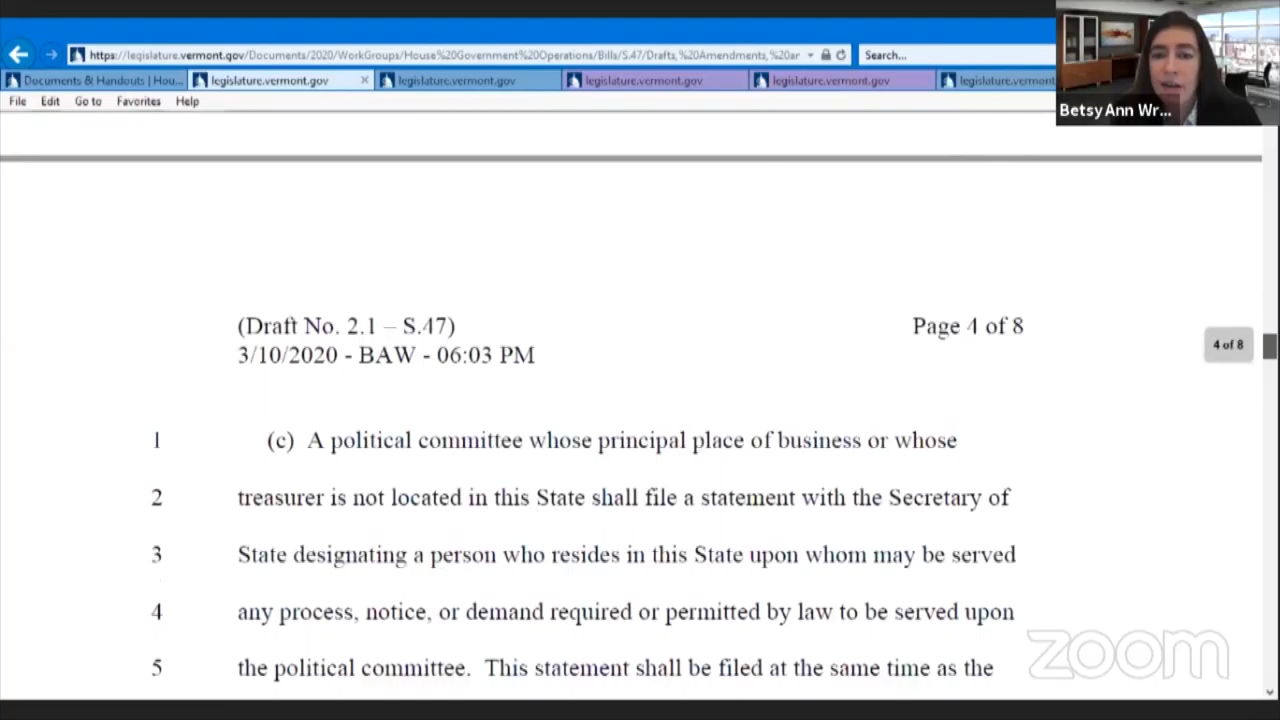 https://legislature.vermont.gov/Documents/2020/WorkGroups/House%20Government%20Operations/Bills/S.47/Drafts,%20Amendments,%20ar
Search...
Documents & Handouts | Hou...
legislature.vermont.gov
legislature.vermont.gov
legislature.vermont.gov
legislature.vermont.gov
legislature.vermont
File Edit Go to Favorites Help
Betsy Ann Wr...
(Draft No. 2.1 – S.47) Page 4 of 8
3/10/2020 - BAW - 06:03 PM
4 of 8
1 (c) A political committee whose principal place of business or whose
2 treasurer is not located in this State shall file a statement with the Secretary of
3 State designating a person who resides in this State upon whom may be served
4 any process, notice, or demand required or permitted by law to be served upon
5 the political committee. This statement shall be filed at the same time as the
zoom